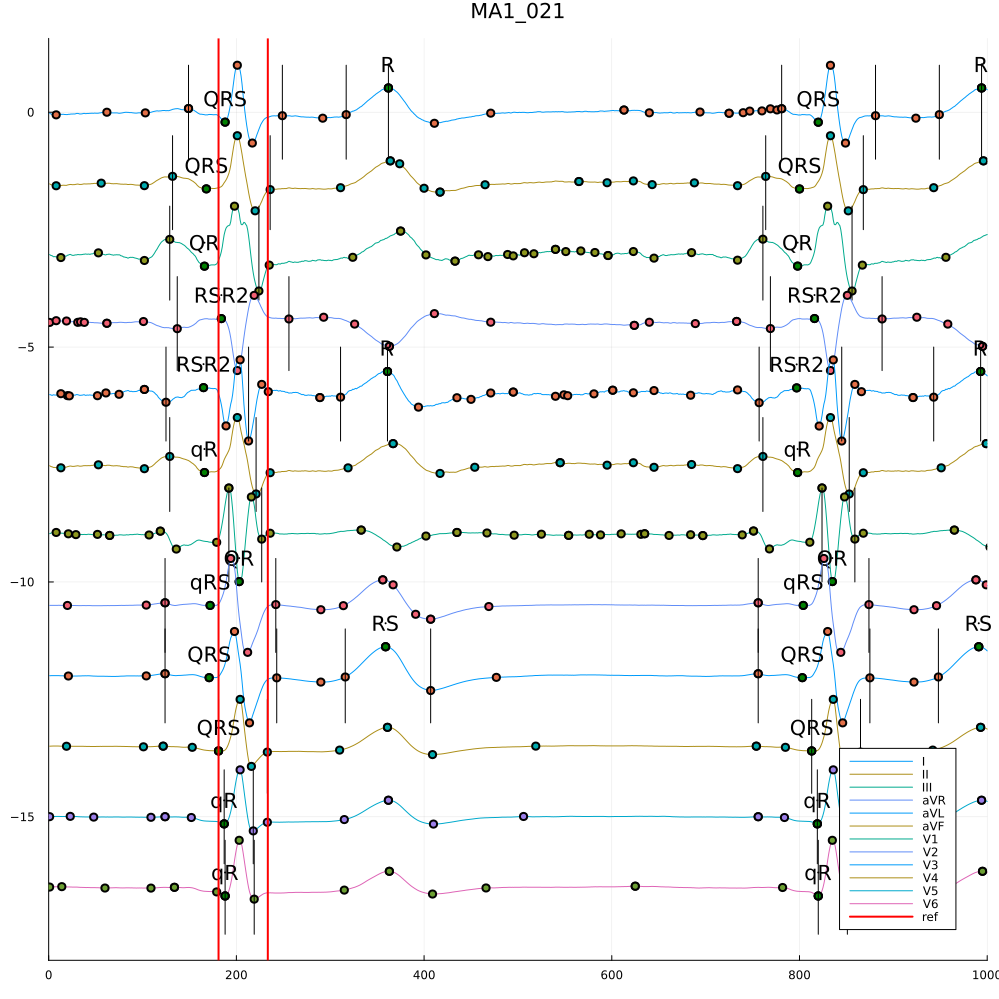 MA1_021
R R
0 QRS QRS
QRS QRS
QR QR
RSR2 RSR2
−5 R R
RSR2 RSR2
qR qR
−10 QR QR
qRS qRS
RS RS
QRS QRS
QRS QRS
I
II
III
−15 qR qR aVR
aVL
aVF
V1
V2
V3
qR qR V4
V5
V6
ref
0 200 400 600 800 1000